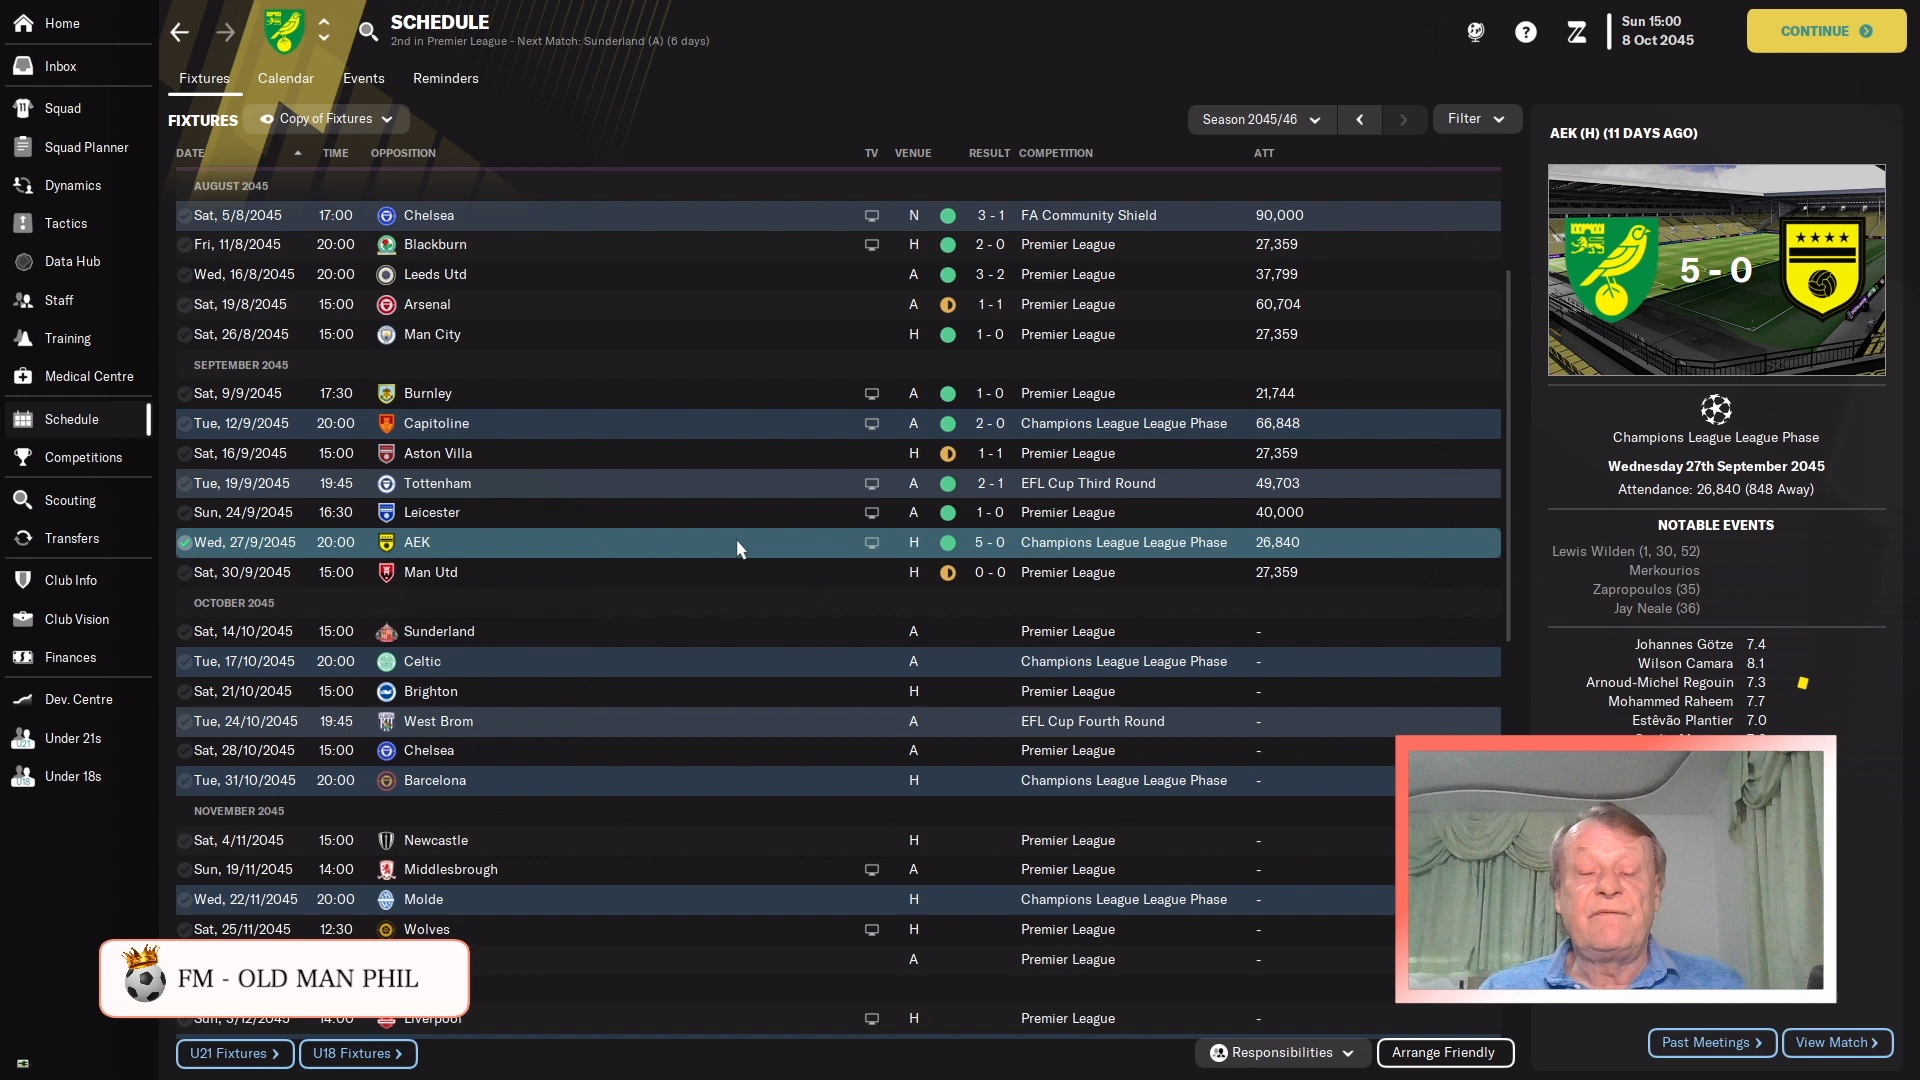 Home
Inbox
Squad
Squad Planner
Dynamics
Tactics
Data Hub
Staff
Training
Medical Centre
Schedule
Competitions
Scouting
Transfers
Club Info
Club Vision
Finances
Dev. Centre
U21 Under 21s
U18 Under 18s
SCHEDULE
2nd in Premier League - Next Match: Sunderland (A) (6 days)
Sun 15:00
8 Oct 2045
CONTINUE
Fixtures Calendar Events Reminders
FIXTURES Copy of Fixtures Season 2045/46 Filter
DATE TIME OPPOSITION TV VENUE RESULT COMPETITION ATT
AUGUST 2045
Sat, 5/8/2045 17:00 Chelsea N 3 - 1 FA Community Shield 90,000
Fri, 11/8/2045 20:00 Blackburn H 2 - 0 Premier League 27,359
Wed, 16/8/2045 20:00 Leeds Utd A 3 - 2 Premier League 37,799
Sat, 19/8/2045 15:00 Arsenal A 1 - 1 Premier League 60,704
Sat, 26/8/2045 15:00 Man City H 1 - 0 Premier League 27,359
SEPTEMBER 2045
Sat, 9/9/2045 17:30 Burnley A 1 - 0 Premier League 21,744
Tue, 12/9/2045 20:00 Capitoline A 2 - 0 Champions League League Phase 66,848
Sat, 16/9/2045 15:00 Aston Villa H 1 - 1 Premier League 27,359
Tue, 19/9/2045 19:45 Tottenham A 2 - 1 EFL Cup Third Round 49,703
Sun, 24/9/2045 16:30 Leicester A 1 - 0 Premier League 40,000
Wed, 27/9/2045 20:00 AEK H 5 - 0 Champions League League Phase 26,840
Sat, 30/9/2045 15:00 Man Utd H 0 - 0 Premier League 27,359
OCTOBER 2045
Sat, 14/10/2045 15:00 Sunderland A Premier League -
Tue, 17/10/2045 20:00 Celtic A Champions League League Phase -
Sat, 21/10/2045 15:00 Brighton H Premier League -
Tue, 24/10/2045 19:45 West Brom A EFL Cup Fourth Round -
Sat, 28/10/2045 15:00 Chelsea A Premier League -
Tue, 31/10/2045 20:00 Barcelona H Champions League League Phase -
NOVEMBER 2045
Sat, 4/11/2045 15:00 Newcastle H Premier League -
Sun, 19/11/2045 14:00 Middlesbrough A Premier League -
Wed, 22/11/2045 20:00 Molde H Champions League League Phase -
Sat, 25/11/2045 12:30 Wolves H Premier League -
A Premier League -
Sun, 3/12/2045 14:00 Liverpool H Premier League -
FM - OLD MAN PHIL
U21 Fixtures U18 Fixtures Responsibilities Arrange Friendly
AEK (H) (11 DAYS AGO)
5 - 0
Champions League League Phase
Wednesday 27th September 2045
Attendance: 26,840 (848 Away)
NOTABLE EVENTS
Lewis Wilden (1, 30, 52)
Merkourios
Zapropoulos (35)
Jay Neale (36)
Johannes Götze 7.4
Wilson Camara 8.1
Arnoud-Michel Regouin 7.3
Mohammed Raheem 7.7
Estêvão Plantier 7.0
Past Meetings View Match